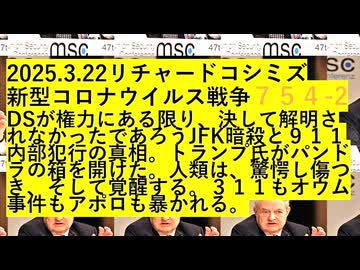 47t
Securi
msc
47t
Securi
msc
2025.3.22リチャードコシミズ
新型コロナウイルス戦争７５４-2
DSが権力にある限り、決して解明さ
れなかったであろうJFK暗殺と９１１
内部犯行の真相。トランプ氏がパンド
ラの箱を開けた。人類は、驚愕し傷つ
き、そして覚醒する。３１１もオウム
事件もアポロも暴かれる。